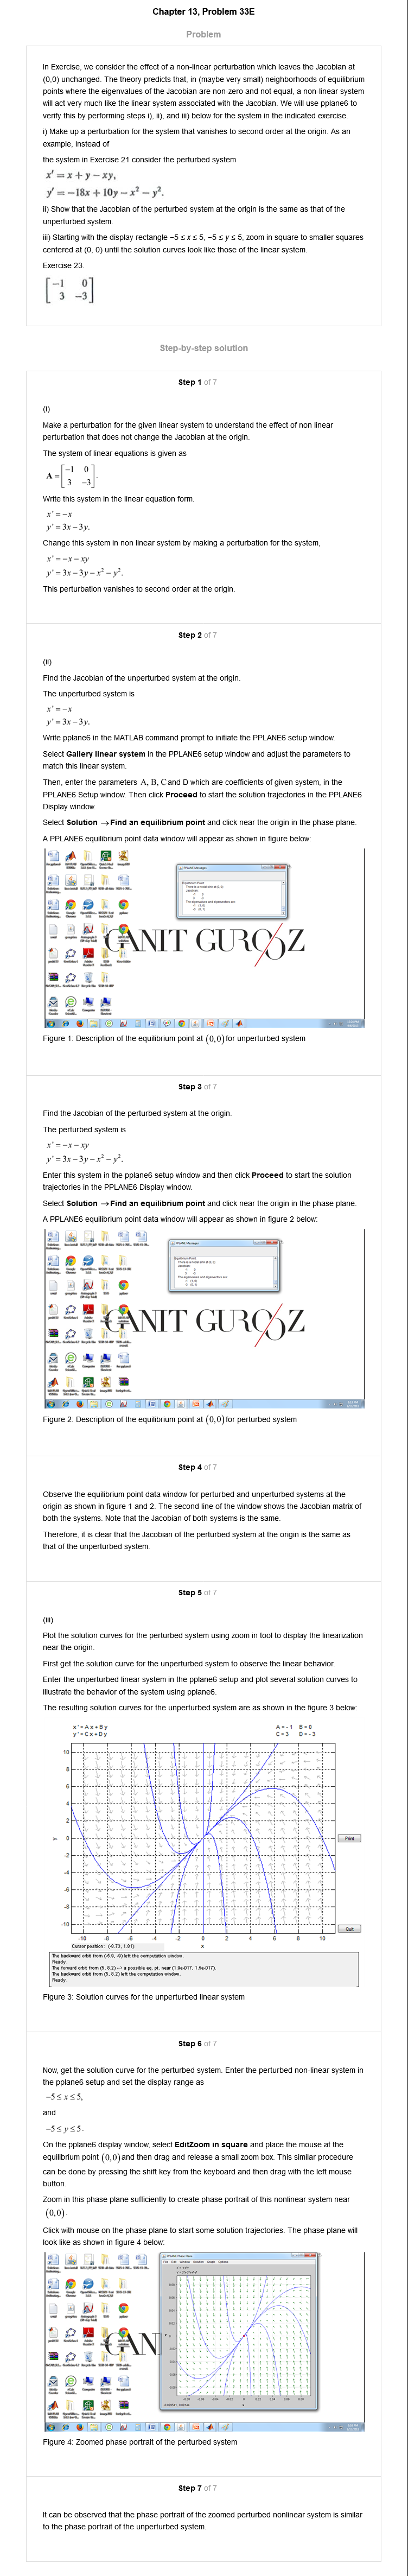 Chapter 13, Problem 33E
Problem
In Exercise, we consider the effect of a non-linear perturbation which leaves the Jacobian at
(0,0) unchanged. The theory predicts that, in (maybe very small) neighborhoods of equilibrium
points where the eigenvalues of the Jacobian are non-zero and not equal, a non-linear system
will act very much like the linear system associated with the Jacobian. We will use pplane6 to
verify this by performing steps i), ii), and iii) below for the system in the indicated exercise.
i) Make up a perturbation for the system that vanishes to second order at the origin. As an
example, instead of
the system in Exercise 21 consider the perturbed system
x' = x + y − xy,
y' = −18x + 10y − x² − y².
ii) Show that the Jacobian of the perturbed system at the origin is the same as that of the
unperturbed system.
iii) Starting with the display rectangle −5 ≤ x ≤ 5, −5 ≤ y ≤ 5, zoom in square to smaller squares
centered at (0, 0) until the solution curves look like those of the linear system.
Exercise 23.
[−1 0
3 −3]
Step-by-step solution
Step 1 of 7
(i)
Make a perturbation for the given linear system to understand the effect of non linear
perturbation that does not change the Jacobian at the origin.
The system of linear equations is given as
A = [−1 0
3 −3].
Write this system in the linear equation form.
x' = −x
y' = 3x − 3y.
Change this system in non linear system by making a perturbation for the system,
x' = −x − xy
y' = 3x − 3y − x² − y².
This perturbation vanishes to second order at the origin.
Step 2 of 7
(ii)
Find the Jacobian of the unperturbed system at the origin.
The unperturbed system is
x' = −x
y' = 3x − 3y.
Write pplane6 in the MATLAB command prompt to initiate the PPLANE6 setup window.
Select Gallery linear system in the PPLANE6 setup window and adjust the parameters to
match this linear system.
Then, enter the parameters A, B, C and D which are coefficients of given system, in the
PPLANE6 Setup window. Then click Proceed to start the solution trajectories in the PPLANE6
Display window.
Select Solution → Find an equilibrium point and click near the origin in the phase plane.
A PPLANE6 equilibrium point data window will appear as shown in figure below:
GANIT GUROOZ
Figure 1: Description of the equilibrium point at (0,0) for unperturbed system
Step 3 of 7
Find the Jacobian of the perturbed system at the origin.
The perturbed system is
x' = −x − xy
y' = 3x − 3y − x² − y².
Enter this system in the pplane6 setup window and then click Proceed to start the solution
trajectories in the PPLANE6 Display window.
Select Solution → Find an equilibrium point and click near the origin in the phase plane.
A PPLANE6 equilibrium point data window will appear as shown in figure 2 below:
GANIT GUROOZ
Figure 2: Description of the equilibrium point at (0,0) for perturbed system
Step 4 of 7
Observe the equilibrium point data window for perturbed and unperturbed systems at the
origin as shown in figure 1 and 2. The second line of the window shows the Jacobian matrix of
both the systems. Note that the Jacobian of both systems is the same.
Therefore, it is clear that the Jacobian of the perturbed system at the origin is the same as
that of the unperturbed system.
Step 5 of 7
(iii)
Plot the solution curves for the perturbed system using zoom in tool to display the linearization
near the origin.
First get the solution curve for the unperturbed system to observe the linear behavior.
Enter the unperturbed linear system in the pplane6 setup and plot several solution curves to
illustrate the behavior of the system using pplane6.
The resulting solution curves for the unperturbed system are as shown in the figure 3 below:
x ' = A x + B y A = - 1 B = 0
y ' = C x + D y C = 3 D = - 3
10
8
6
4
2
0
-2
-4
-6
-8
-10
y
Print
Quit
-10 -8 -6 -4 -2 0 2 4 6 8 10
Cursor position: (-8.73, 1.81) x
The backward orbit from (-5.9, -9) left the computation window.
Ready.
The forward orbit from (5, 8.2) --> a possible eq. pt. near (1.9e-017, 1.5e-017).
The backward orbit from (5, 8.2) left the computation window.
Ready.
Figure 3: Solution curves for the unperturbed linear system
Step 6 of 7
Now, get the solution curve for the perturbed system. Enter the perturbed non-linear system in
the pplane6 setup and set the display range as
−5 ≤ x ≤ 5,
and
−5 ≤ y ≤ 5.
On the pplane6 display window, select EditZoom in square and place the mouse at the
equilibrium point (0,0) and then drag and release a small zoom box. This similar procedure
can be done by pressing the shift key from the keyboard and then drag with the left mouse
button.
Zoom in this phase plane sufficiently to create phase portrait of this nonlinear system near
(0,0).
Click with mouse on the phase plane to start some solution trajectories. The phase plane will
look like as shown in figure 4 below:
GAN
Figure 4: Zoomed phase portrait of the perturbed system
Step 7 of 7
It can be observed that the phase portrait of the zoomed perturbed nonlinear system is similar
to the phase portrait of the unperturbed system.